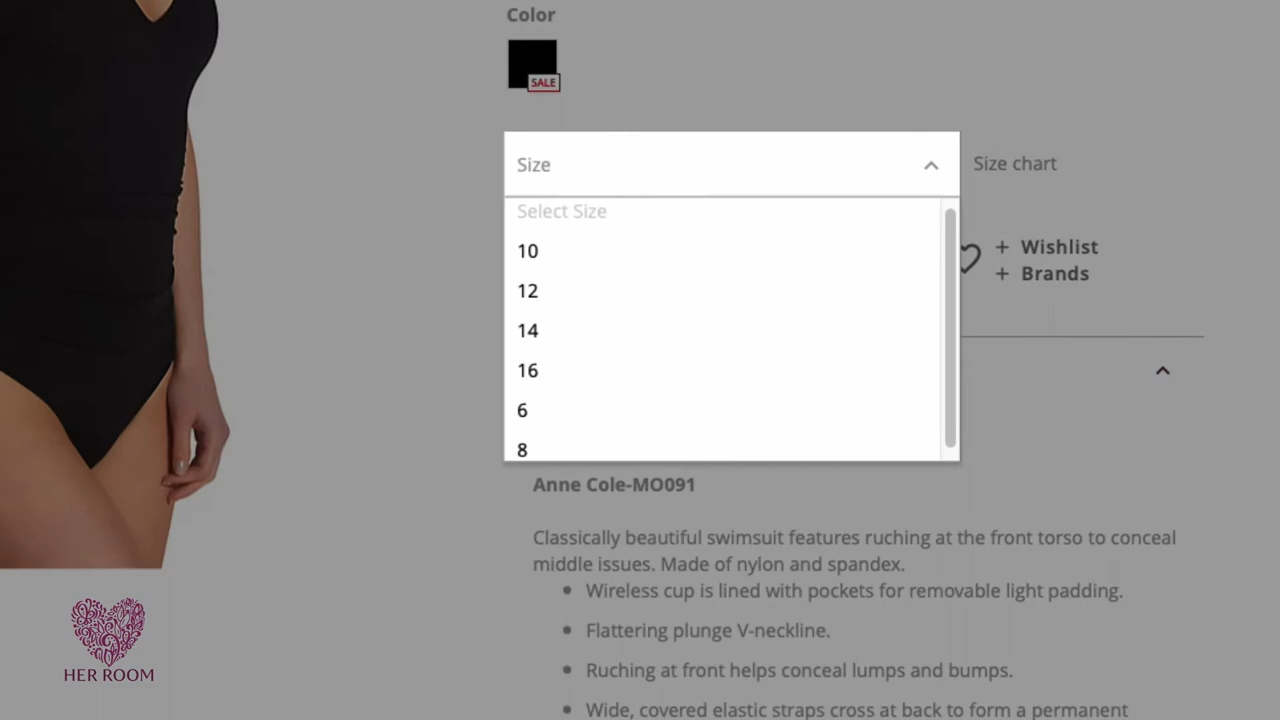 Color
SALE
Size
Size chart
Select Size
10
12
14
16
6
8
+ Wishlist
+ Brands
Anne Cole-MO091
Classically beautiful swimsuit features ruching at the front torso to conceal
middle issues. Made of nylon and spandex.
• Wireless cup is lined with pockets for removable light padding.
• Flattering plunge V-neckline.
• Ruching at front helps conceal lumps and bumps.
• Wide, covered elastic straps cross at back to form a permanent
HER ROOM